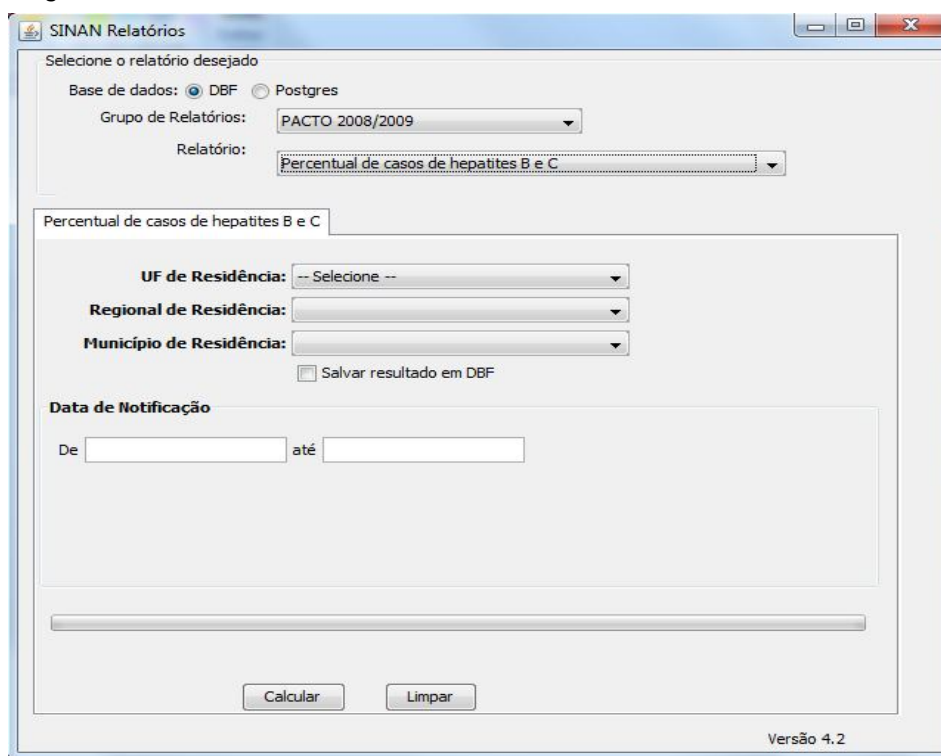 SINAN Relatórios
Selecione o relatório desejado
Base de dados: DBF Postgres
Grupo de Relatórios: PACTO 2008/2009
Relatório: Percentual de casos de hepatites B e C
Percentual de casos de hepatites B e C
UF de Residência: -- Selecione --
Regional de Residência:
Município de Residência:
Salvar resultado em DBF
Data de Notificação
De até
Calcular Limpar
Versão 4.2